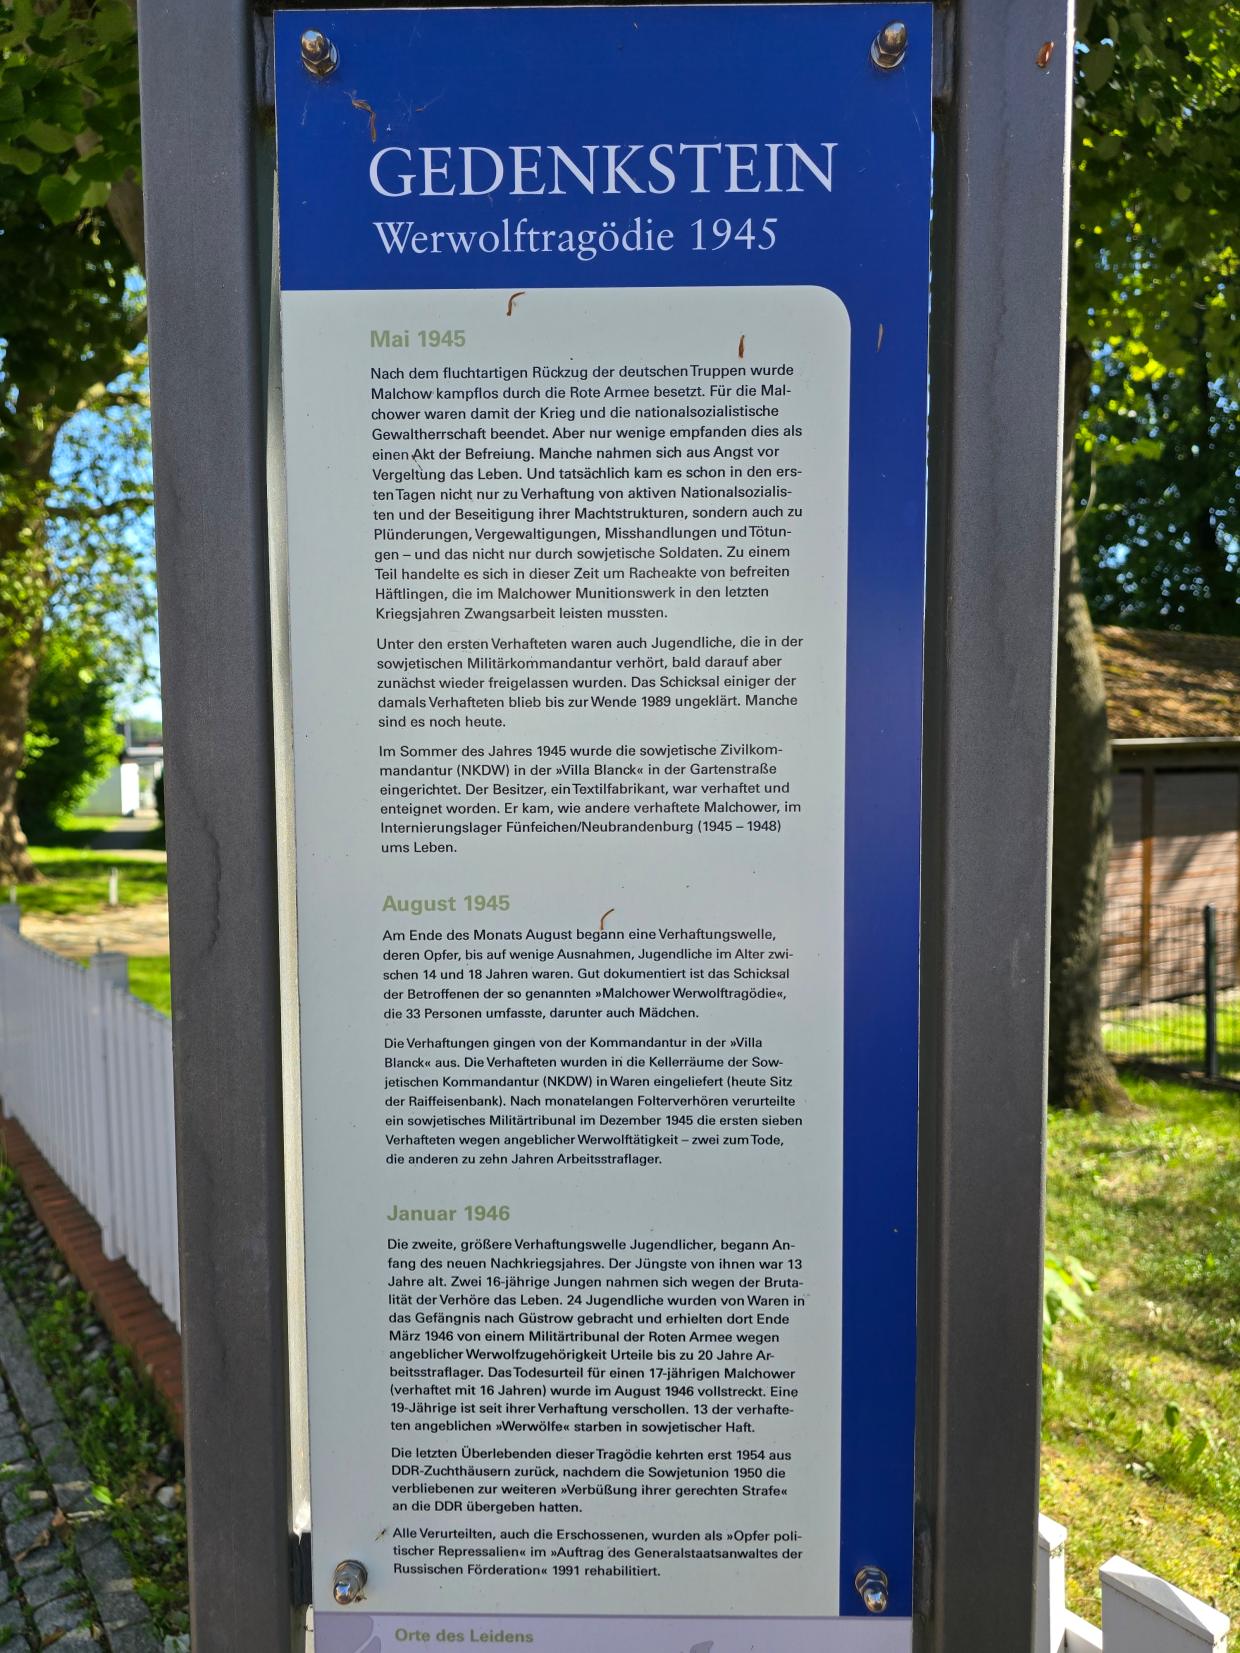 GEDENKSTEIN
Werwolftragödie 1945
Mai 1945
Nach dem fluchtartigen Rückzug der deutschen Truppen wurde
Malchow kampflos durch die Rote Armee besetzt. Für die Mal-
chower waren damit der Krieg und die nationalsozialistische
Gewaltherrschaft beendet. Aber nur wenige empfanden dies als
einen Akt der Befreiung. Manche nahmen sich aus Angst vor
Vergeltung das Leben. Und tatsächlich kam es schon in den ers-
ten Tagen nicht nur zu Verhaftung von aktiven Nationalsozialis-
ten und der Beseitigung ihrer Machtstrukturen, sondern auch zu
Plünderungen, Vergewaltigungen, Misshandlungen und Tötun-
gen – und das nicht nur durch sowjetische Soldaten. Zu einem
Teil handelte es sich in dieser Zeit um Racheakte von befreiten
Häftlingen, die im Malchower Munitionswerk in den letzten
Kriegsjahren Zwangsarbeit leisten mussten.
Unter den ersten Verhafteten waren auch Jugendliche, die in der
sowjetischen Militärkommandantur verhört, bald darauf aber
zunächst wieder freigelassen wurden. Das Schicksal einiger der
damals Verhafteten blieb bis zur Wende 1989 ungeklärt. Manche
sind es noch heute.
Im Sommer des Jahres 1945 wurde die sowjetische Zivilkom-
mandantur (NKDW) in der »Villa Blanck« in der Gartenstraße
eingerichtet. Der Besitzer, ein Textilfabrikant, war verhaftet und
enteignet worden. Er kam, wie andere verhaftete Malchower, im
Internierungslager Fünfeichen/Neubrandenburg (1945 – 1948)
ums Leben.
August 1945
Am Ende des Monats August begann eine Verhaftungswelle,
deren Opfer, bis auf wenige Ausnahmen, Jugendliche im Alter zwi-
schen 14 und 18 Jahren waren. Gut dokumentiert ist das Schicksal
der Betroffenen der so genannten »Malchower Werwolftragödie«,
die 33 Personen umfasste, darunter auch Mädchen.
Die Verhaftungen gingen von der Kommandantur in der »Villa
Blanck« aus. Die Verhafteten wurden in die Kellerräume der Sow-
jetischen Kommandantur (NKDW) in Waren eingeliefert (heute Sitz
der Raiffeisenbank). Nach monatelangen Folterverhören verurteilte
ein sowjetisches Militärtribunal im Dezember 1945 die ersten sieben
Verhafteten wegen angeblicher Werwolftätigkeit – zwei zum Tode,
die anderen zu zehn Jahren Arbeitsstraflager.
Januar 1946
Die zweite, größere Verhaftungswelle Jugendlicher, begann An-
fang des neuen Nachkriegsjahres. Der Jüngste von ihnen war 13
Jahre alt. Zwei 16-jährige Jungen nahmen sich wegen der Bruta-
lität der Verhöre das Leben. 24 Jugendliche wurden von Waren in
das Gefängnis nach Güstrow gebracht und erhielten dort Ende
März 1946 von einem Militärtribunal der Roten Armee wegen
angeblicher Werwolfzugehörigkeit Urteile bis zu 20 Jahre Ar-
beitsstraflager. Das Todesurteil für einen 17-jährigen Malchower
(verhaftet mit 16 Jahren) wurde im August 1946 vollstreckt. Eine
19-Jährige ist seit ihrer Verhaftung verschollen. 13 der verhafte-
ten angeblichen »Werwölfe« starben in sowjetischer Haft.
Die letzten Überlebenden dieser Tragödie kehrten erst 1954 aus
DDR-Zuchthäusern zurück, nachdem die Sowjetunion 1950 die
verbliebenen zur weiteren »Verbüßung ihrer gerechten Strafe«
an die DDR übergeben hatten.
Alle Verurteilten, auch die Erschossenen, wurden als »Opfer poli-
tischer Repressalien« im »Auftrag des Generalstaatsanwaltes der
Russischen Förderation« 1991 rehabilitiert.
Orte des Leidens